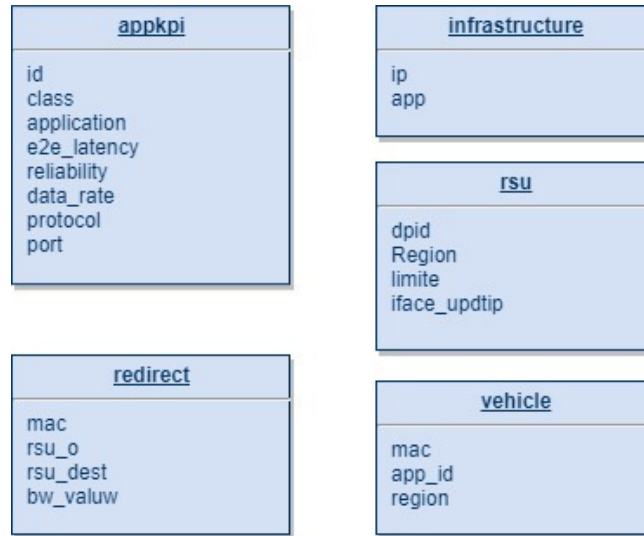 appkpi
id
class
application
e2e_latency
reliability
data_rate
protocol
port
infrastructure
ip
app
rsu
dpid
Region
limite
iface_updtip
redirect
mac
rsu_o
rsu_dest
bw_valuw
vehicle
mac
app_id
region